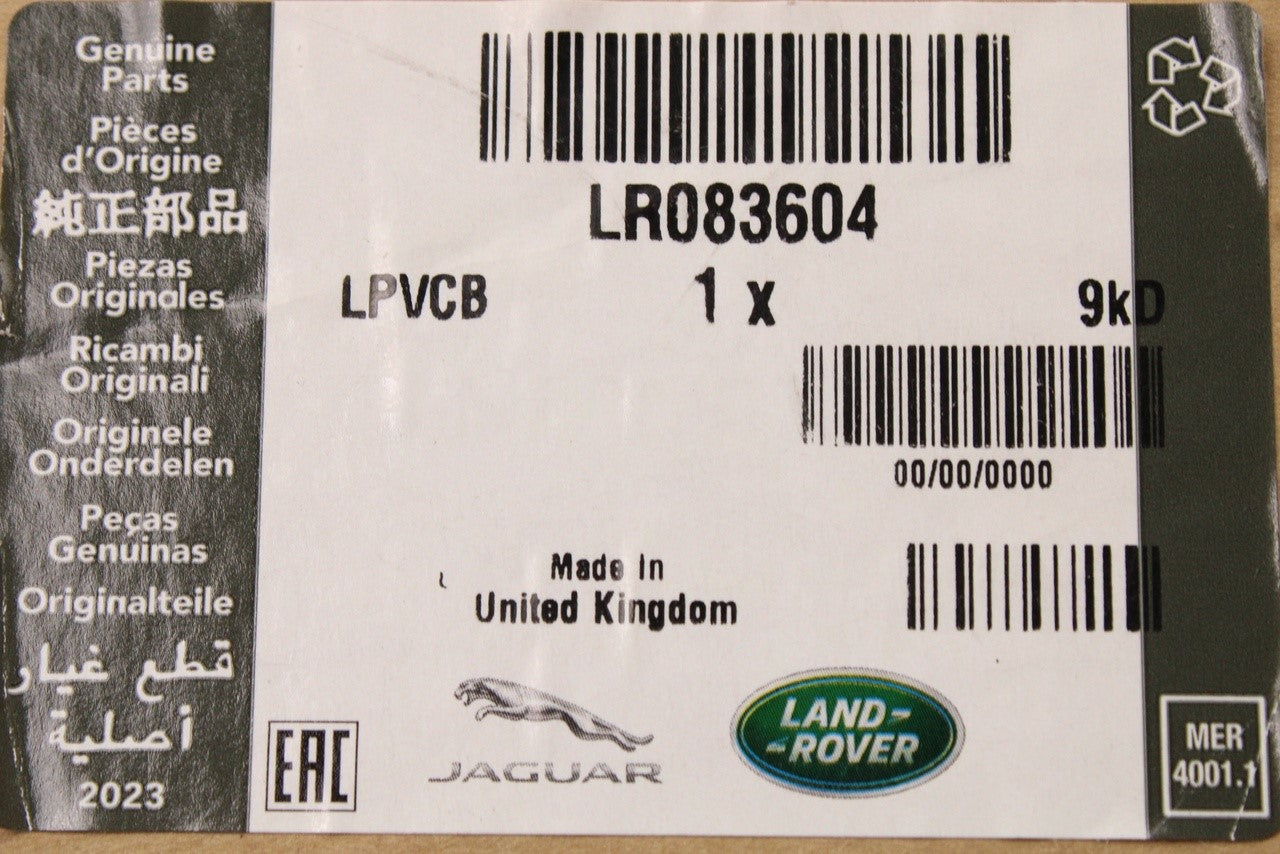 Genuine
Parts
Pièces
d'Origine
純正部品
Piezas
Originales
Ricambi
Originali
Originele
Onderdelen
Peças
Genuinas
Originalteile
قطع غيار
أصلية
2023
LR083604
LPVCB 1 x 9kD
00/00/0000
Made In
United Kingdom
EAC
JAGUAR
LAND-
-ROVER
MER
4001.1